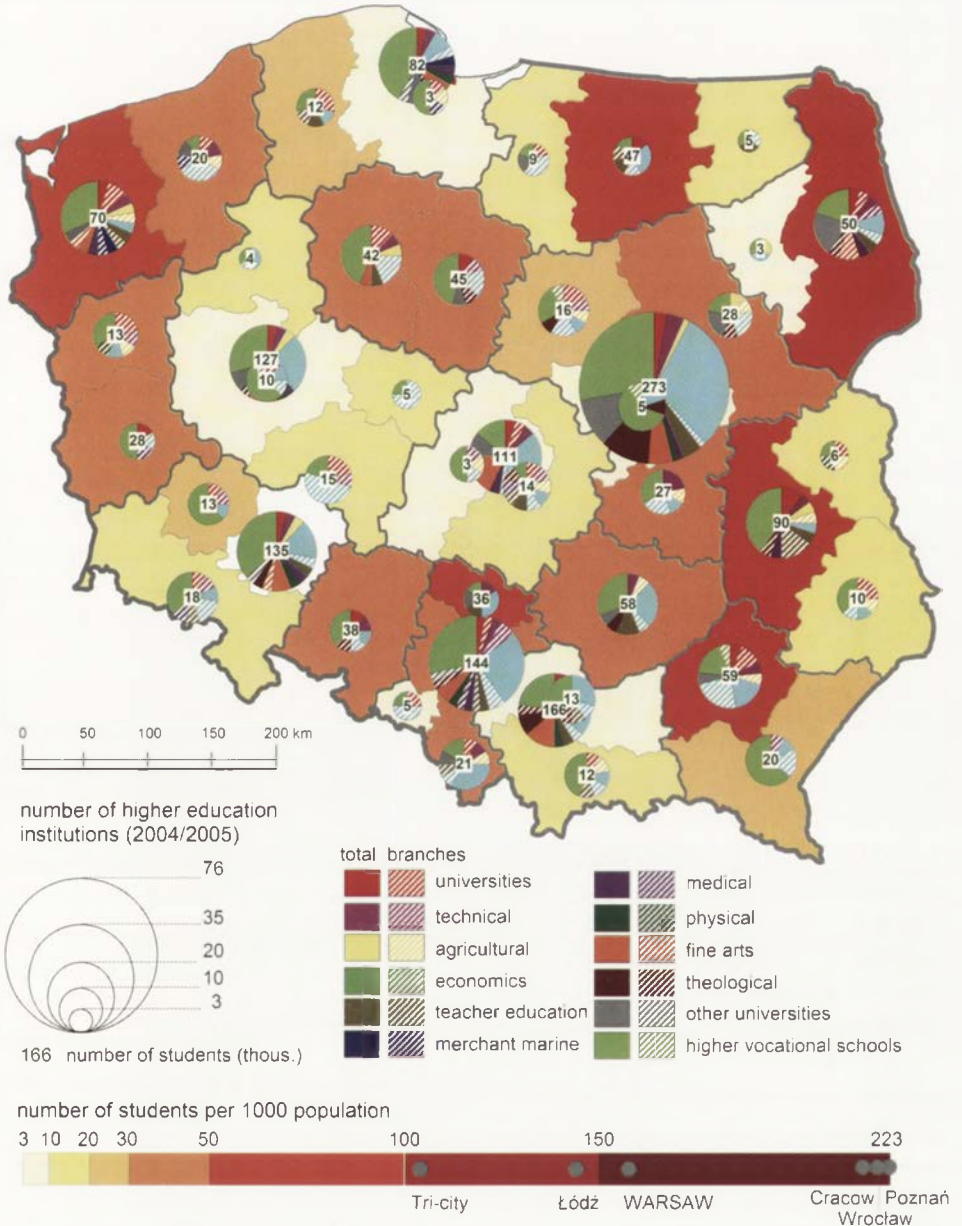 82
3
12
20
9
47
5
70
50
4
42
45
3
13
16
28
127
10
273
5
5
28
111
3
14
6
15
27
13
90
135
18
36
58
10
38
144
59
5
166
13
21
12
20
0 50 100 150 200 km
number of higher education
institutions (2004/2005)
76
35
20
10
3
166 number of students (thous.)
total branches
universities
technical
agricultural
economics
teacher education
merchant marine
medical
physical
fine arts
theological
other universities
higher vocational schools
number of students per 1000 population
3 10 20 30 50 100 150 223
Tri-city Łódź WARSAW Cracow Poznań
Wrocław